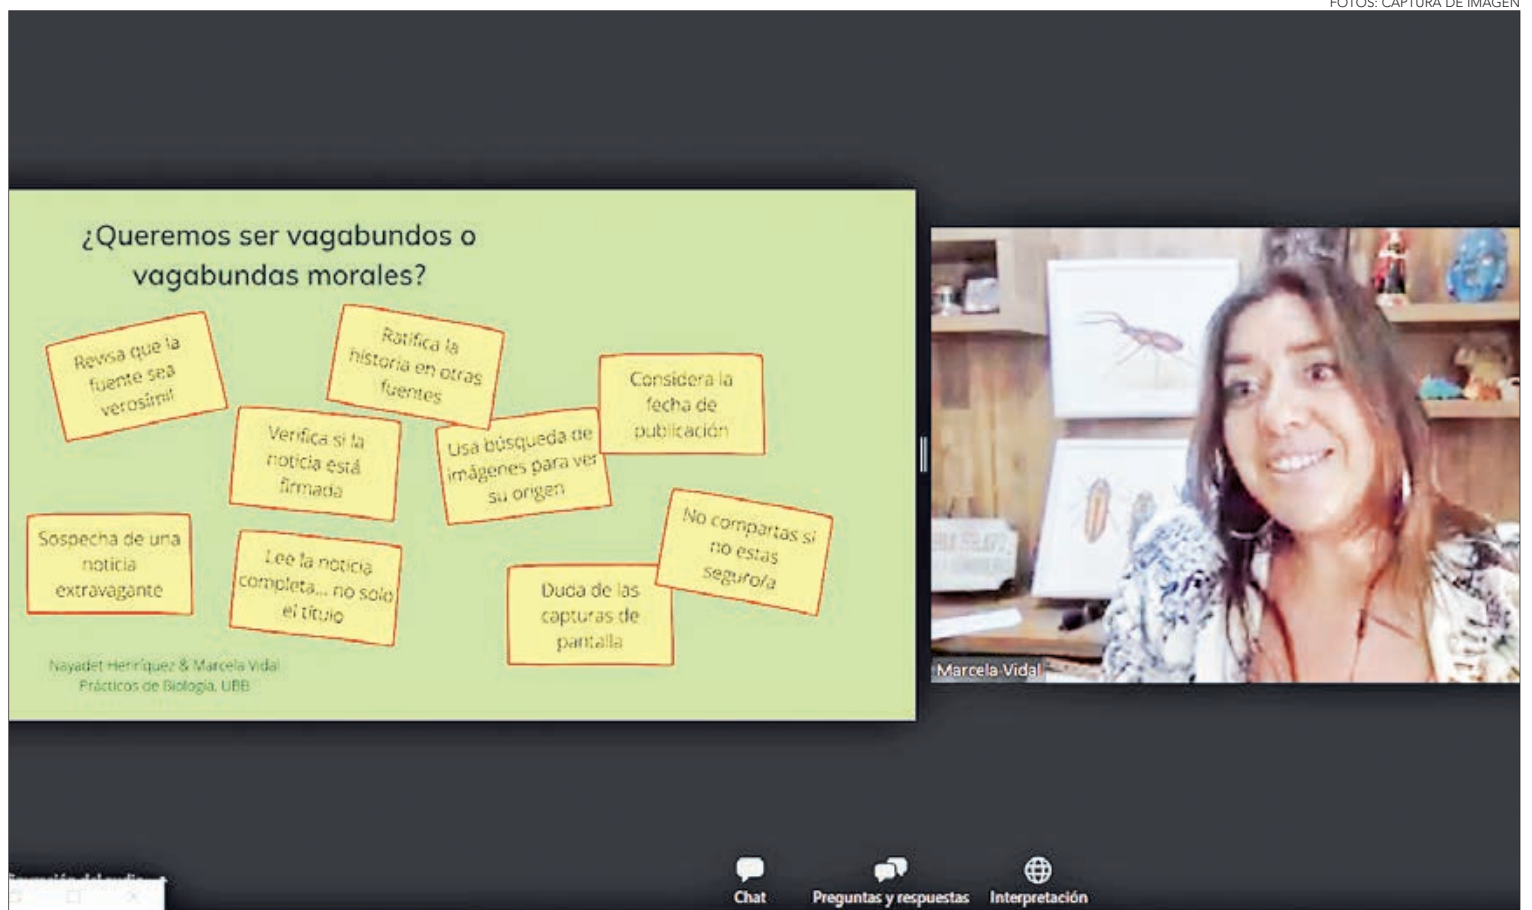 FOTOS: CAPTURA DE IMAGEN
¿Queremos ser vagabundos o
vagabundas morales?
Revisa que la
fuente sea
verosímil
Ratifica la
historia en otras
fuentes
Considera la
fecha de
publicación
Verifica si la
noticia está
firmada
Usa búsqueda de
imágenes para ver
su origen
No compartas si
no estas
seguro/a
Sospecha de una
noticia
extravagante
Lee la noticia
completa... no solo
el título
Duda de las
capturas de
pantalla
Nayadet Henríquez & Marcela Vidal
Prácticos de Biología, UBB
Marcela Vidal
Chat
Preguntas y respuestas
Interpretación